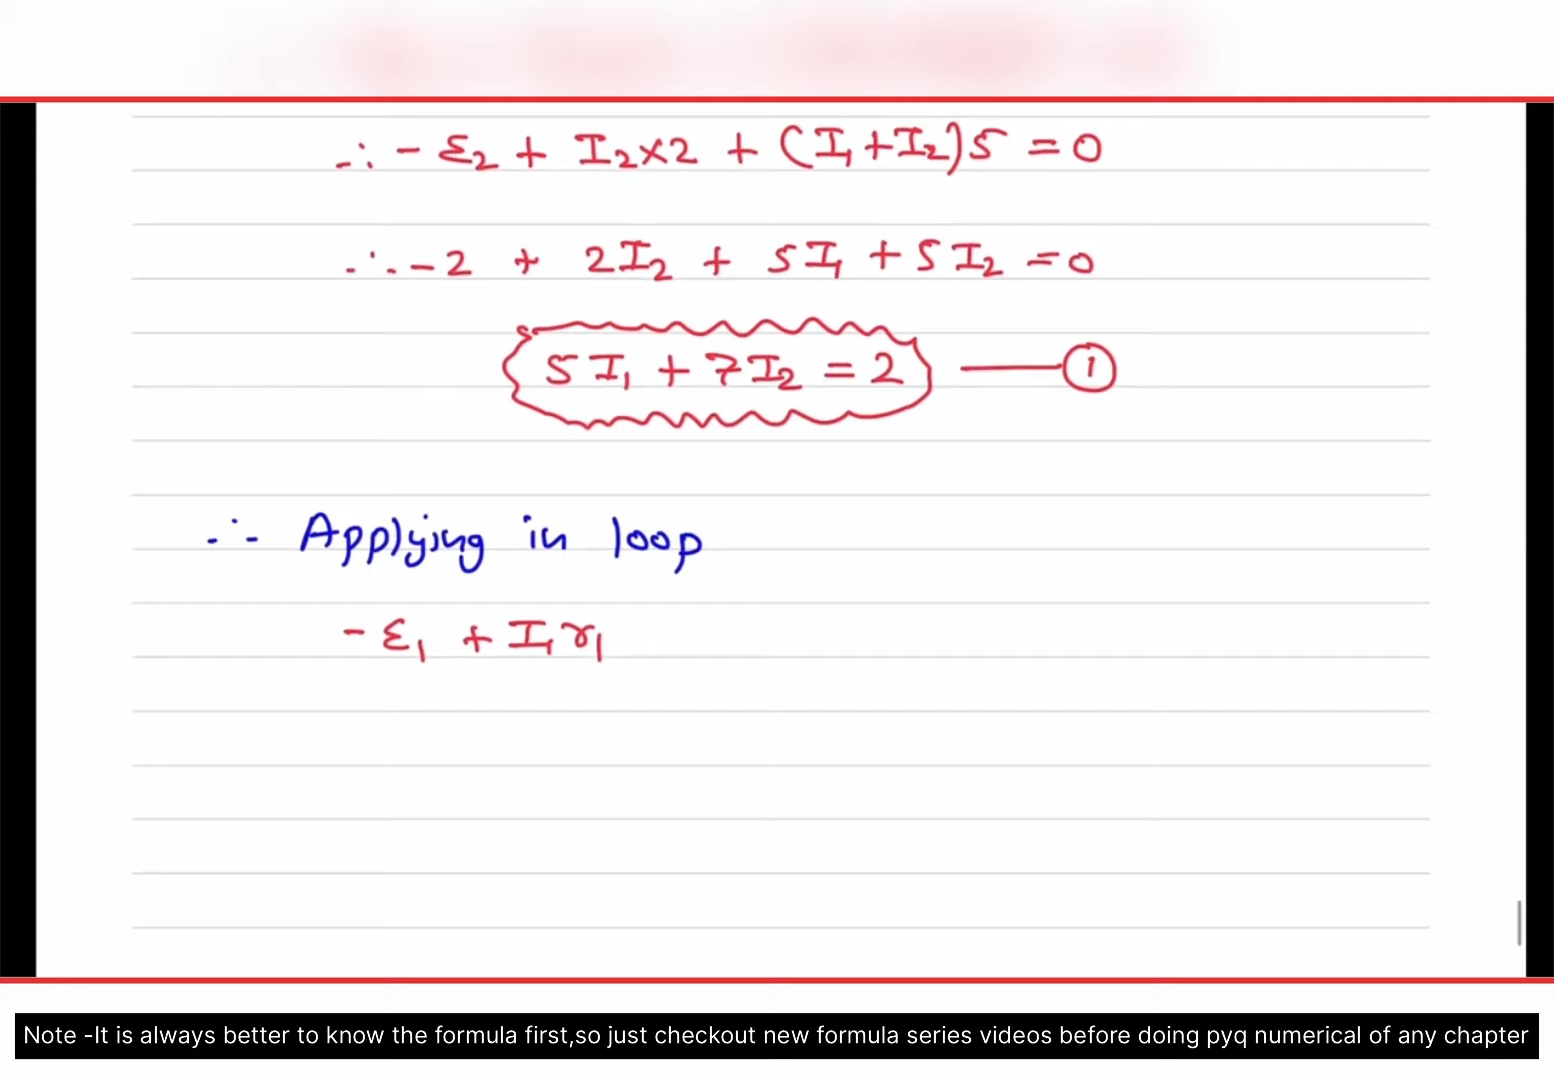 ∴ - ε₂ + I₂×2 + (I₁+I₂)5 = 0
∴ -2 + 2I₂ + 5I₁ + 5I₂ = 0
5I₁ + 7I₂ = 2 —— ①
∴ Applying in loop
- ε₁ + I₁r₁
Note -It is always better to know the formula first,so just checkout new formula series videos before doing pyq numerical of any chapter